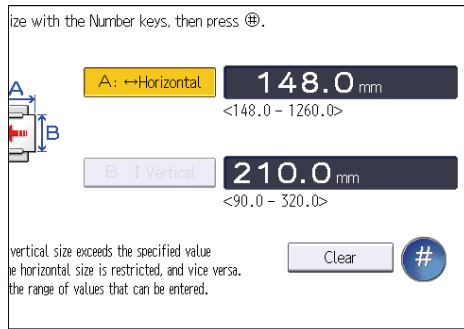 ize with the Number keys, then press ⊕.
A: ↔Horizontal
148.0 mm
<148.0 - 1260.0>
A
B
B: ↕ Vertical
210.0 mm
<90.0 - 320.0>
vertical size exceeds the specified value
e horizontal size is restricted, and vice versa.
the range of values that can be entered.
Clear
#